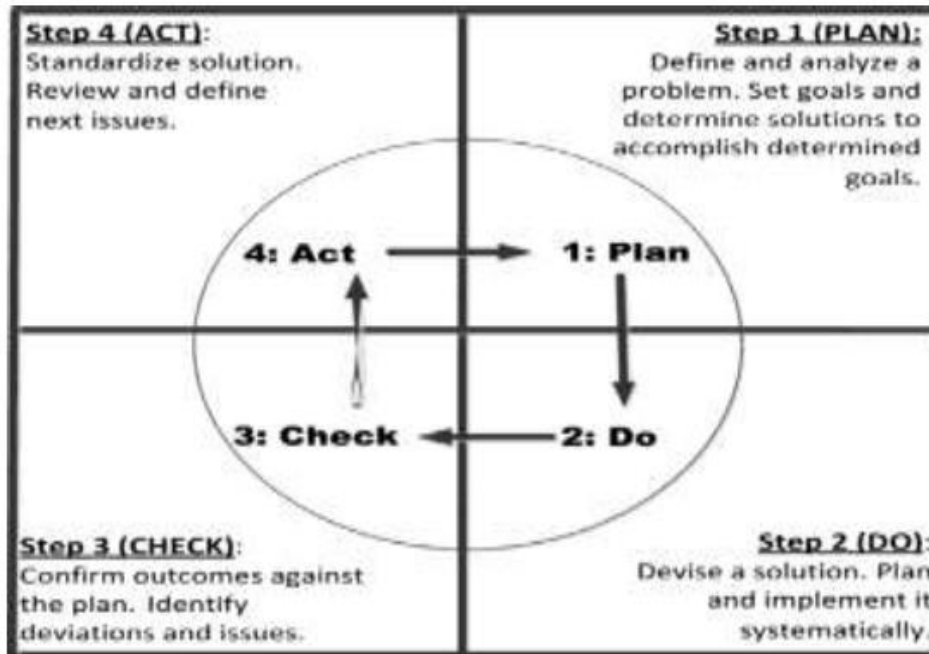 Step 4 (ACT):
Standardize solution.
Review and define
next issues.
Step 1 (PLAN):
Define and analyze a
problem. Set goals and
determine solutions to
accomplish determined
goals.
4: Act
1: Plan
3: Check
2: Do
Step 3 (CHECK):
Confirm outcomes against
the plan. Identify
deviations and issues.
Step 2 (DO):
Devise a solution. Plan
and implement it
systematically.